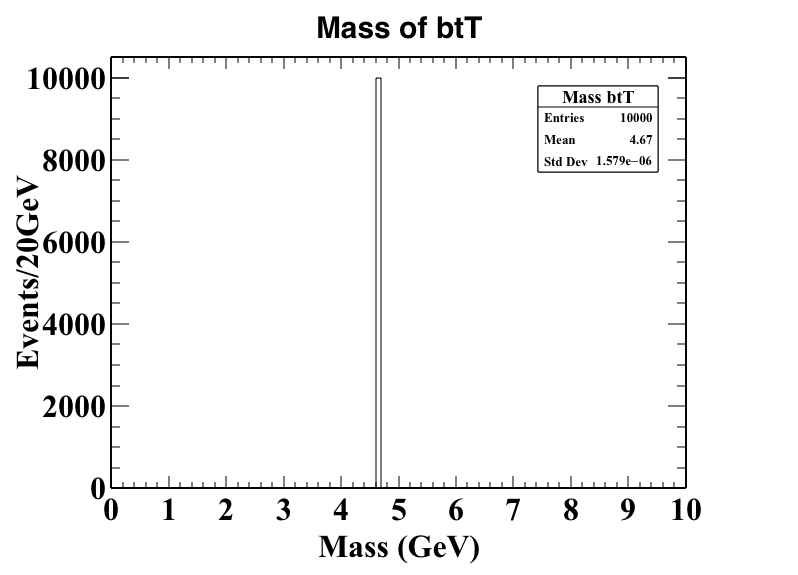 Mass of btT
Events/20GeV
10000
8000
6000
4000
2000
0
Mass btT
Entries 10000
Mean 4.67
Std Dev 1.579e−06
0 1 2 3 4 5 6 7 8 9 10
Mass (GeV)